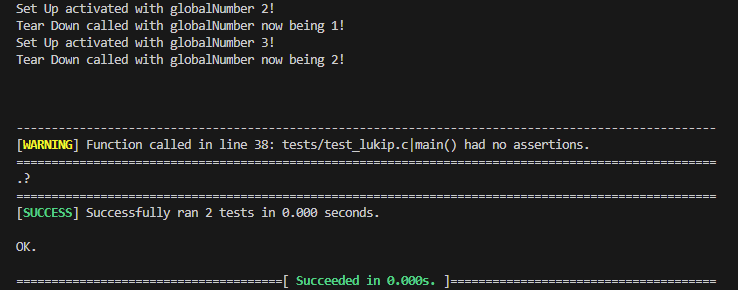 Set Up activated with globalNumber 2!
Tear Down called with globalNumber now being 1!
Set Up activated with globalNumber 3!
Tear Down called with globalNumber now being 2!
----------------------------------------------------------------------------------------------------
[WARNING] Function called in line 38: tests/test_lukip.c|main() had no assertions.
====================================================================================================
.?
====================================================================================================
[SUCCESS] Successfully ran 2 tests in 0.000 seconds.
OK.
======================================[ Succeeded in 0.000s. ]======================================